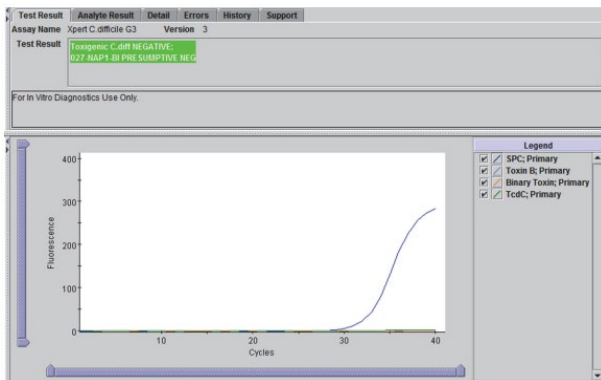 Test Result Analyte Result Detail Errors History Support
Assay Name Xpert C.difficile G3 Version 3
Test Result
Toxigenic C.diff NEGATIVE;
027-NAP1-BI PRESUMPTIVE NEG
For In Vitro Diagnostics Use Only.
Legend
SPC; Primary
Toxin B; Primary
Binary Toxin; Primary
TcdC; Primary
Fluorescence
400
300
200
100
0
10 20 30 40
Cycles